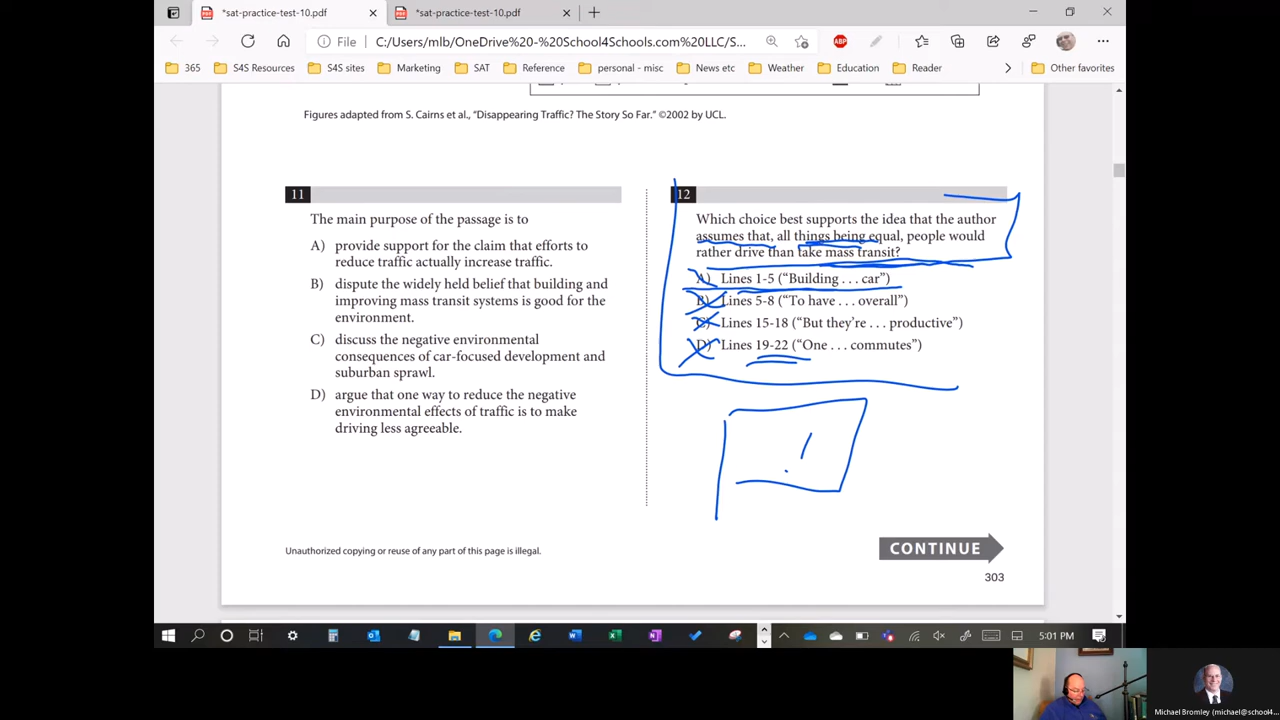 *sat-practice-test-10.pdf
*sat-practice-test-10.pdf
File
C:/Users/mlb/OneDrive%20-%20School4Schools.com%20LLC/S...
ABP
365
S4S Resources
S4S sites
Marketing
SAT
Reference
personal - misc
News etc
Weather
Education
Reader
Other favorites
Figures adapted from S. Cairns et al., “Disappearing Traffic? The Story So Far.” ©2002 by UCL.
11
The main purpose of the passage is to
A) provide support for the claim that efforts to
reduce traffic actually increase traffic.
B) dispute the widely held belief that building and
improving mass transit systems is good for the
environment.
C) discuss the negative environmental
consequences of car-focused development and
suburban sprawl.
D) argue that one way to reduce the negative
environmental effects of traffic is to make
driving less agreeable.
12
Which choice best supports the idea that the author
assumes that, all things being equal, people would
rather drive than take mass transit?
A) Lines 1-5 (“Building . . . car”)
B) Lines 5-8 (“To have . . . overall”)
C) Lines 15-18 (“But they’re . . . productive”)
D) Lines 19-22 (“One . . . commutes”)
!
Unauthorized copying or reuse of any part of this page is illegal.
CONTINUE
303
5:01 PM
Michael Bromley (michael@school4...